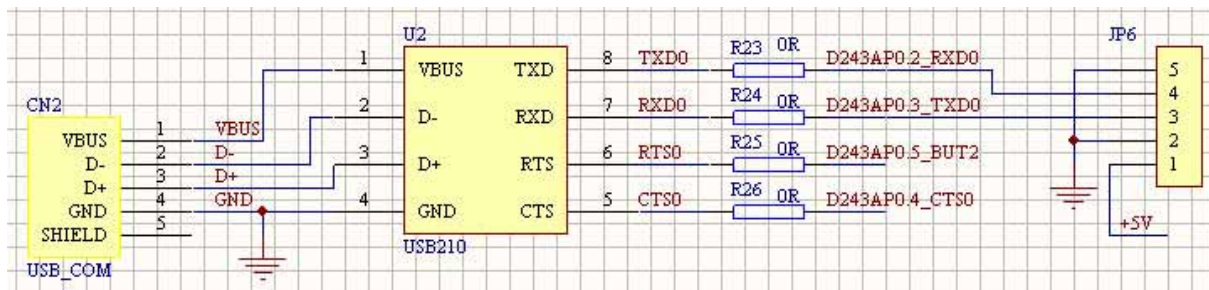 U2
1 VBUS TXD 8 TXD0 R23 0R D243AP0.2_RXD0
2 D- RXD 7 RXD0 R24 0R D243AP0.3_TXD0
3 D+ RTS 6 RTS0 R25 0R D243AP0.5_BUT2
4 GND CTS 5 CTS0 R26 0R D243AP0.4_CTS0
USB210
CN2
VBUS 1 VBUS
D- 2 D-
D+ 3 D+
GND 4 GND
SHIELD 5
USB_COM
JP6
5
4
3
2
1
+5V